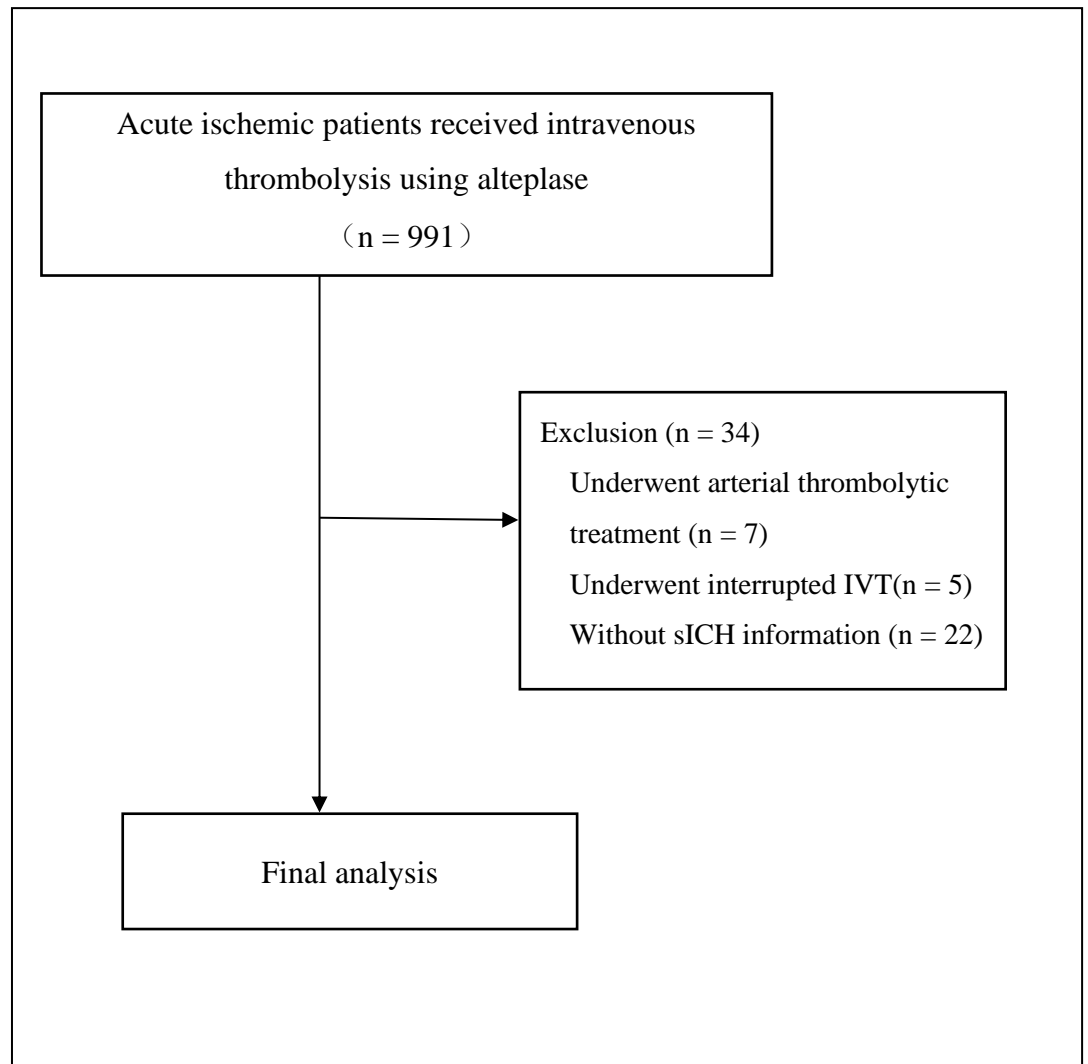 Acute ischemic patients received intravenous
thrombolysis using alteplase
（n = 991）
Exclusion (n = 34)
Underwent arterial thrombolytic
treatment (n = 7)
Underwent interrupted IVT(n = 5)
Without sICH information (n = 22)
Final analysis